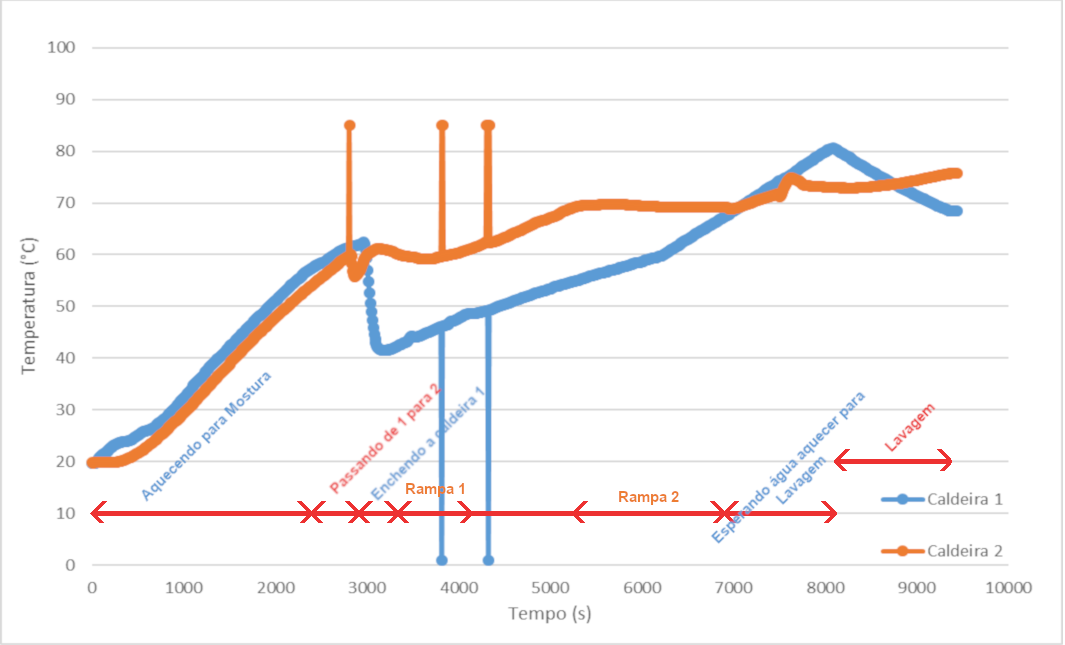 100
90
80
70
60
50
40
30
20
10
0
Temperatura (°C)
Aquecendo para Mostura
Passando de 1 para 2
Enchendo a caldeira 1
Rampa 1
Rampa 2
Esperando água aquecer para
Lavagem
Lavagem
Caldeira 1
Caldeira 2
0 1000 2000 3000 4000 5000 6000 7000 8000 9000 10000
Tempo (s)